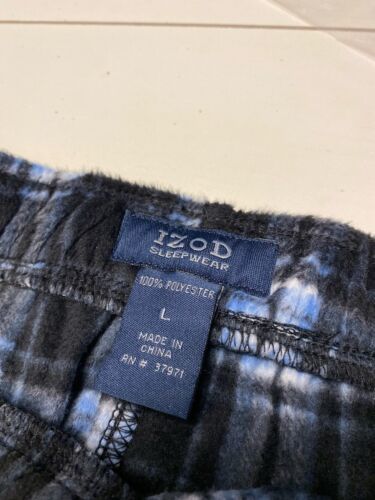 IZOD
SLEEPWEAR
100% POLYESTER
L
MADE IN
CHINA
RN # 37971